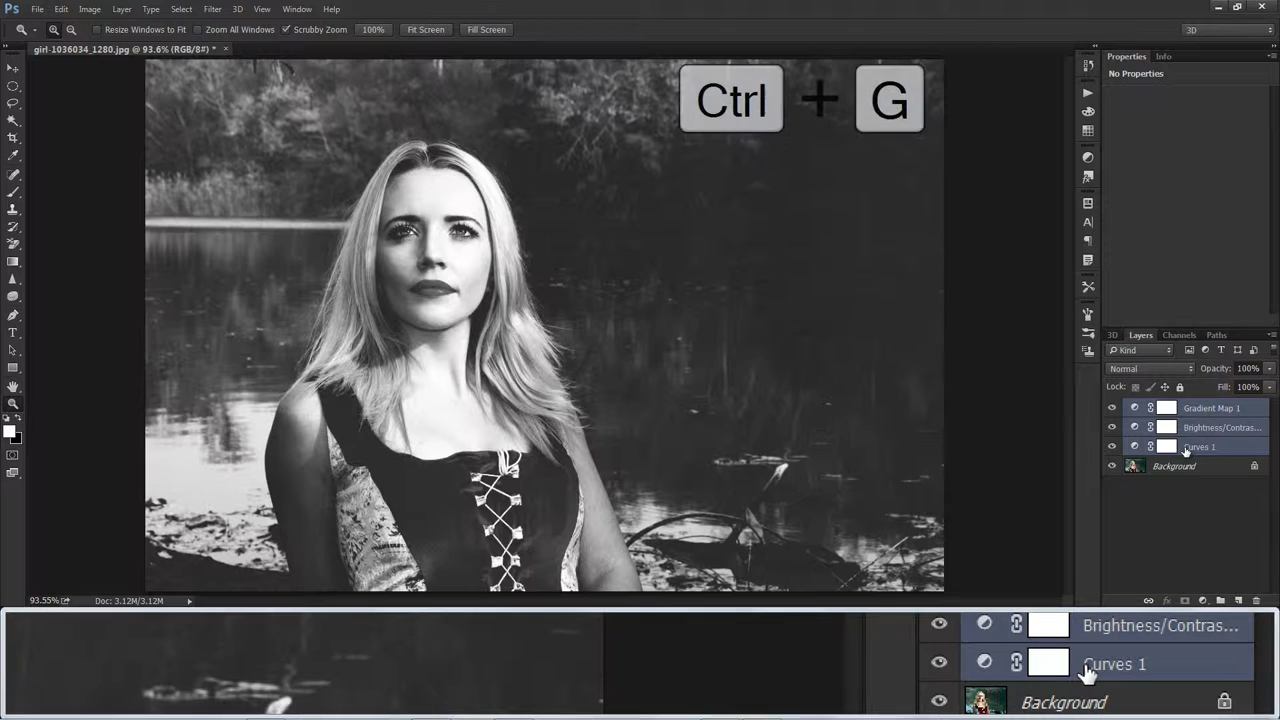 Ps File Edit Image Layer Type Select Filter 3D View Window Help
Resize Windows to Fit Zoom All Windows Scrubby Zoom 100% Fit Screen Fill Screen 3D
girl-1036034_1280.jpg @ 93.6% (RGB/8#) * ×
Ctrl + G
Properties Info
No Properties
3D Layers Channels Paths
Kind
Normal Opacity: 100%
Lock: Fill: 100%
Gradient Map 1
Brightness/Contras...
Curves 1
Background
93.55% Doc: 3.12M/3.12M
Brightness/Contras...
Curves 1
Background